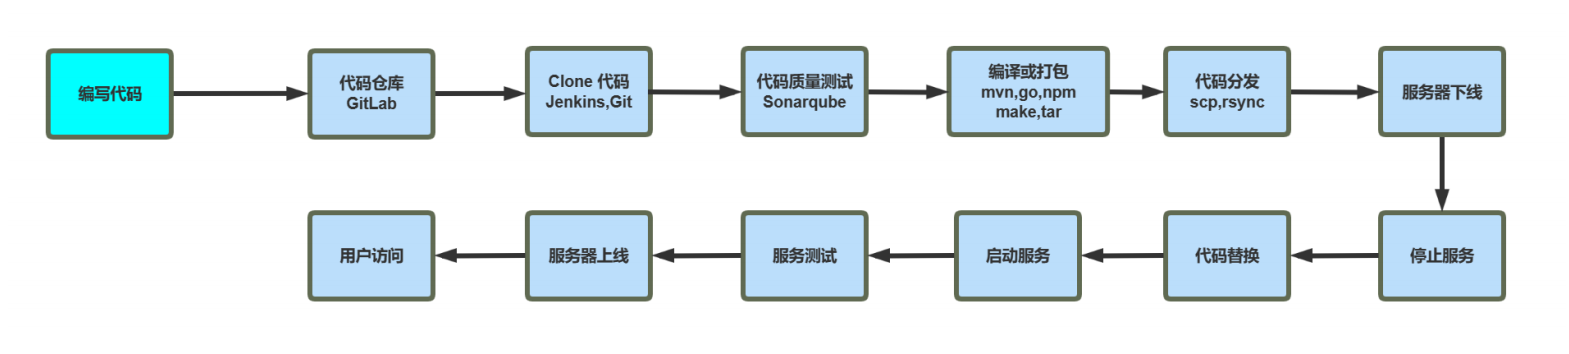 编写代码
代码仓库
GitLab
Clone 代码
Jenkins,Git
代码质量测试
Sonarqube
编译或打包
mvn,go,npm
make,tar
代码分发
scp,rsync
服务器下线
停止服务
代码替换
启动服务
服务测试
服务器上线
用户访问